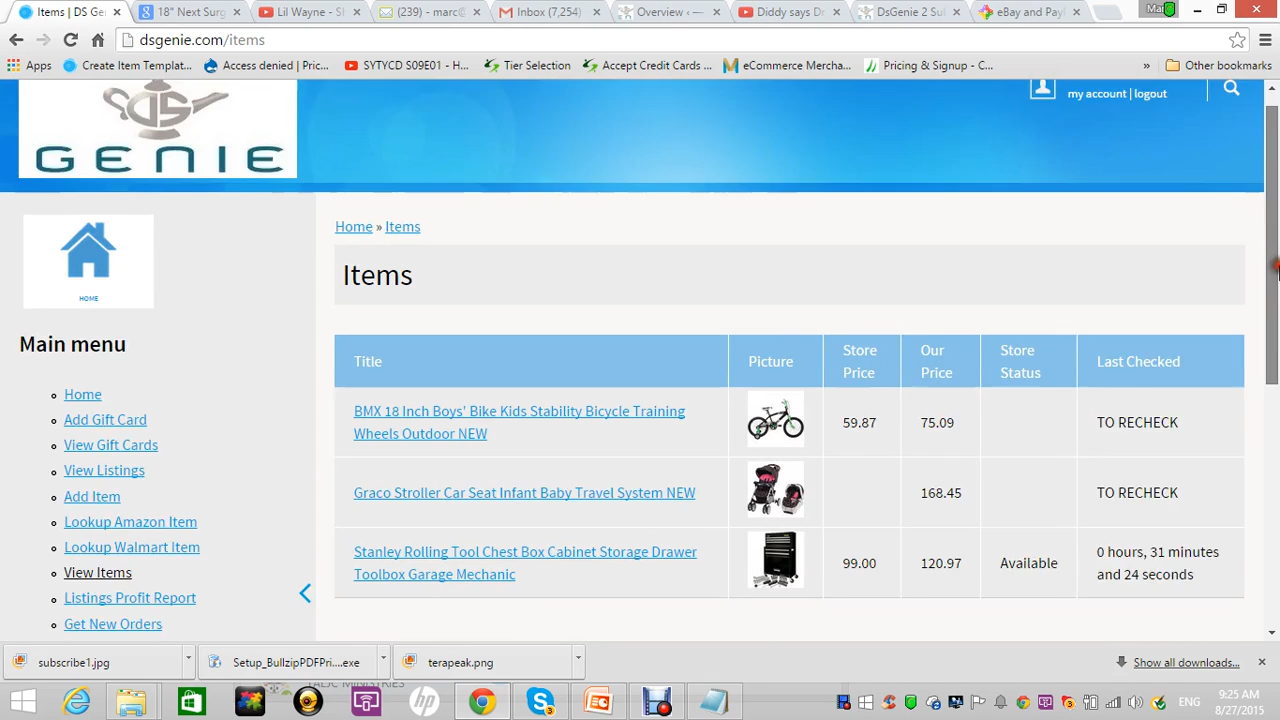 Items | DS Gen
18" Next Surg
Lil Wayne - Sh
(239) - marc@
Inbox (7,254)
Overview ‹ —
Diddy says Dr
DsGenie 2 Sul
eBay and Payl
dsgenie.com/items
Apps
Create Item Templat...
Access denied | Pric...
SYTYCD S09E01 - H...
Tier Selection
Accept Credit Cards ...
eCommerce Mercha...
Pricing & Signup - C...
»
Other bookmarks
DS
GENIE
my account | logout
Home » Items
HOME
Items
Main menu
Home
Add Gift Card
View Gift Cards
View Listings
Add Item
Lookup Amazon Item
Lookup Walmart Item
View Items
Listings Profit Report
Get New Orders
Title
Picture
Store
Price
Our
Price
Store
Status
Last Checked
BMX 18 Inch Boys' Bike Kids Stability Bicycle Training
Wheels Outdoor NEW
59.87
75.09
TO RECHECK
Graco Stroller Car Seat Infant Baby Travel System NEW
168.45
TO RECHECK
Stanley Rolling Tool Chest Box Cabinet Storage Drawer
Toolbox Garage Mechanic
99.00
120.97
Available
0 hours, 31 minutes
and 24 seconds
subscribe1.jpg
Setup_BullzipPDFPri....exe
terapeak.png
Show all downloads...
MINISTRIES
hp
ENG
9:25 AM
8/27/2015